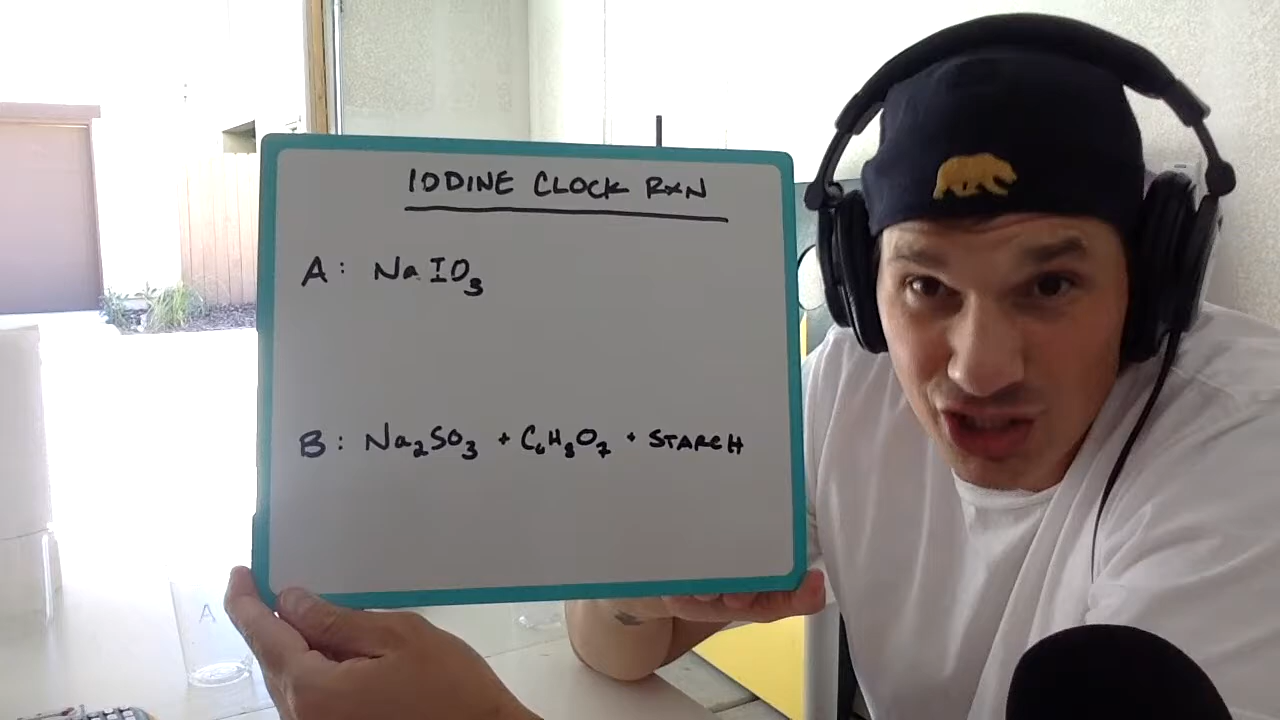 IODINE CLOCK RXN
A: NaIO₃
B: Na₂SO₃ + C₆H₈O₇ + STARCH
A